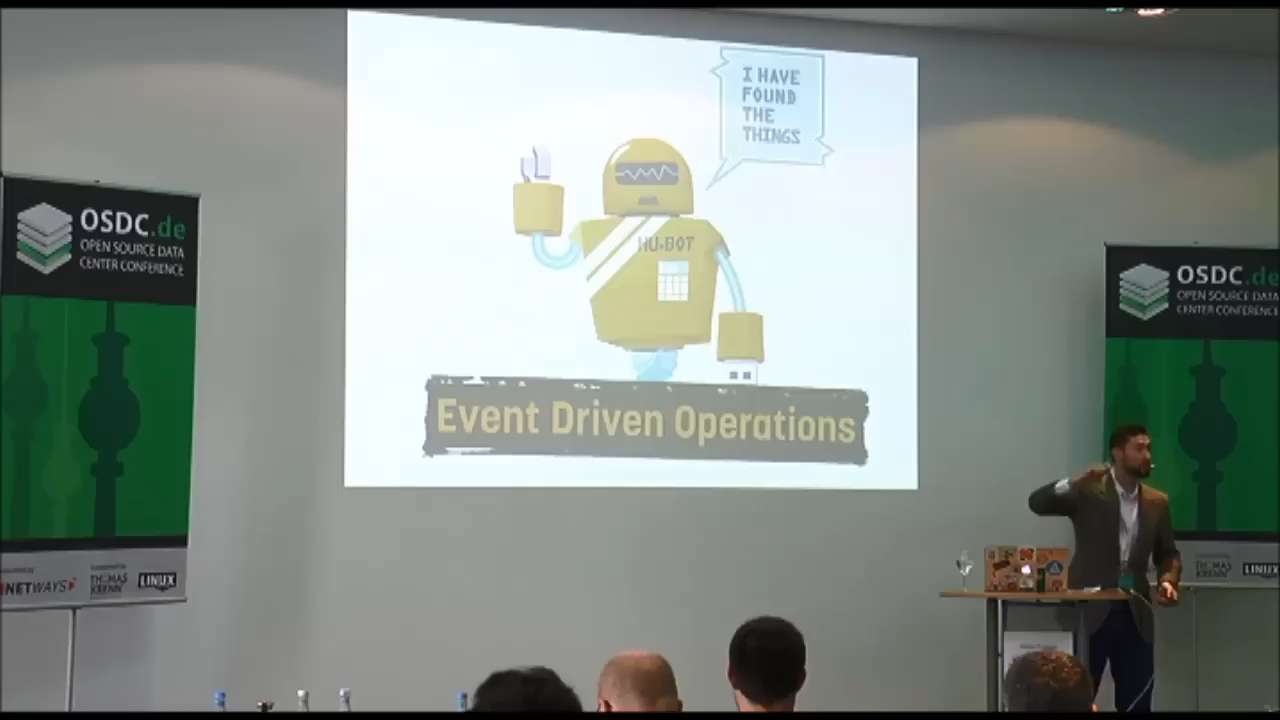 I HAVE
FOUND
THE
THINGS
HU-BOT
Event Driven Operations
OSDC.de
OPEN SOURCE DATA
CENTER CONFERENCE
NETWAYS
THOMAS
KRENN
LINUX
OSDC.de
OPEN SOURCE DATA
CENTER CONFERENCE
THOMAS
KRENN
LINUX